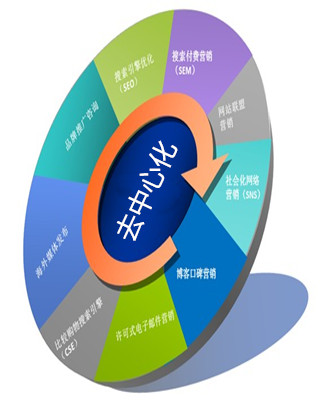 去中心化
搜索引擎优化
(SEO)
搜索付费营销
(SEM)
网站联盟
营销
社会化网络
营销(SNS)
博客口碑营销
许可式电子邮件营销
比较购物搜索引擎
(CSE)
海外媒体发布
品牌推广咨询